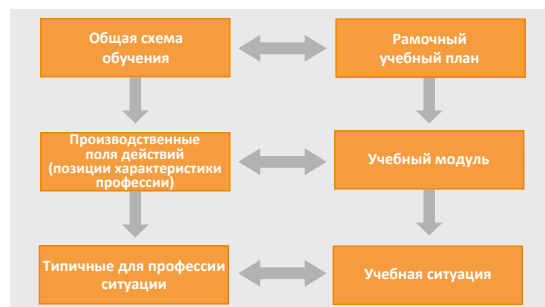 Общая схема
обучения
Рамочный
учебный план
Производственные
поля действий
(позиции характеристики
профессии)
Учебный модуль
Типичные для профессии
ситуации
Учебная ситуация